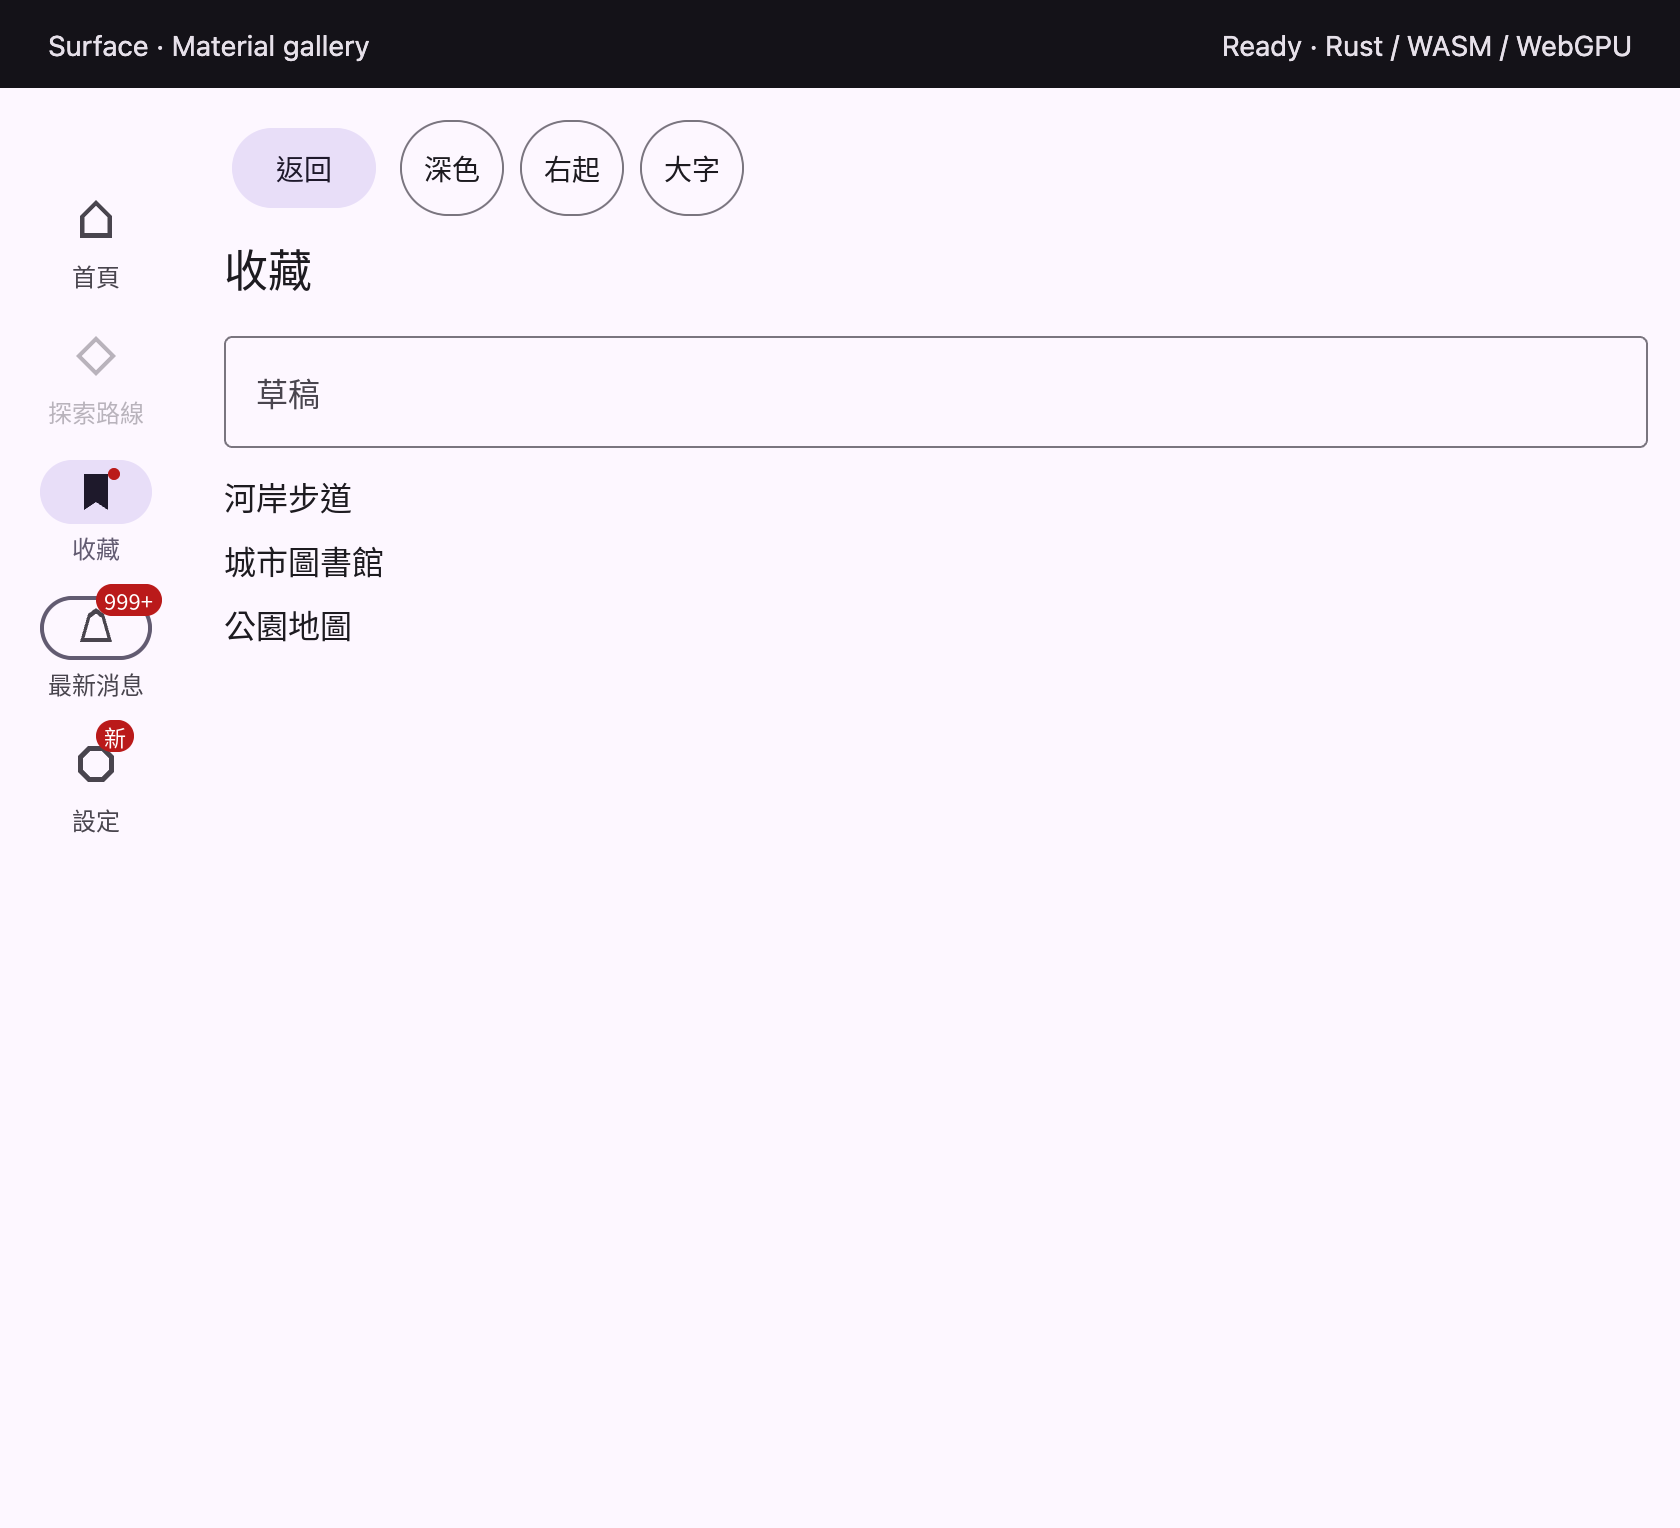 Surface · Material gallery
Ready · Rust / WASM / WebGPU
返回
深色
右起
大字
首頁
探索路線
收藏
999+
最新消息
新
設定
收藏
草稿
河岸步道
城市圖書館
公園地圖